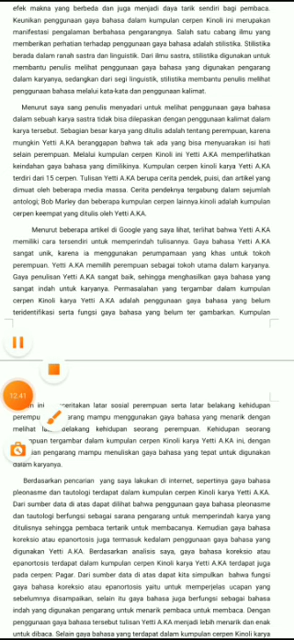 efek makna yang berbeda dan juga menjadi daya tarik sendiri bagi pembaca.
Keunikan penggunaan gaya bahasa dalam kumpulan cerpen Kinoli ini merupakan
manifestasi pengalaman berbahasa pengarangnya. Salah satu cabang ilmu yang
memberikan perhatian terhadap penggunaan gaya bahasa adalah stilistika. Stilistika
berada dalam ranah sastra dan linguistik. Dari ilmu sastra, stilistika digunakan untuk
membantu penulis melihat penggunaan gaya bahasa yang digunakan pengarang
dalam karyanya, sedangkan dari segi linguistik, stilistika membantu penulis melihat
penggunaan bahasa melalui kata-kata dan penggunaan kalimat.
Menurut saya sang penulis menyadari untuk melihat penggunaan gaya bahasa
dalam sebuah karya sastra tidak bisa dilepaskan dengan penggunaan kalimat dalam
karya tersebut. Sebagian besar karya yang ditulis adalah tentang perempuan, karena
mungkin Yetti A.KA beranggapan bahwa tak ada yang bisa menyuarakan isi hati
selain perempuan. Melalui kumpulan cerpen Kinoli ini Yetti A.KA memperlihatkan
keindahan gaya bahasa yang dimilikinya. Kumpulan cerpen kinoli karya Yetti A.KA
terdiri dari 15 cerpen. Tulisan Yetti A.KA berupa cerita pendek, puisi, dan artikel yang
dimuat oleh beberapa media massa. Cerita pendeknya tergabung dalam sejumlah
antologi; Bob Marley dan beberapa kumpulan cerpen lainnya.kinoli adalah kumpulan
cerpen keempat yang ditulis oleh Yetti A.KA.
Menurut beberapa artikel di Google yang saya lihat, terlihat bahwa Yetti A.KA
memiliki cara tersendiri untuk memperindah tulisannya. Gaya bahasa Yetti A.KA
sangat unik, karena ia menggunakan perumpamaan yang khas untuk tokoh
perempuan. Yetti A.KA memilih perempuan sebagai tokoh utama dalam karyanya.
Gaya penulisan Yetti A.KA sangat baik, sehingga menghasilkan gaya bahasa yang
sangat indah untuk karyanya. Permasalahan yang tergambar dalam kumpulan
cerpen Kinoli karya Yetti A.KA adalah penggunaan gaya bahasa yang belum
teridentifikasi serta fungsi gaya bahasa yang belum ter gambarkan. Kumpulan
ini ceritakan latar sosial perempuan serta latar belakang kehidupan
perempu arang mampu menggunakan gaya bahasa yang menarik dengan
melihat la belakang kehidupan seorang perempuan. Kehidupan seorang
puan tergambar dalam kumpulan cerpen Kinoli karya Yetti A.KA ini, dengan
ian pengarang mampu menuliskan gaya bahasa yang tepat untuk digunakan
dalam karyanya.
12.41
Berdasarkan pencarian yang saya lakukan di internet, sepertinya gaya bahasa
pleonasme dan tautologi terdapat dalam kumpulan cerpen Kinoli karya Yetti A.KA.
Dari sumber data di atas dapat dilihat bahwa penggunaan gaya bahasa pleonasme
dan tautologi berfungsi sebagai sarana pengarang untuk memperindah karya yang
ditulisnya sehingga pembaca tertarik untuk membacanya. Kemudian gaya bahasa
koreksio atau epanortosis juga termasuk kedalam penggunaan gaya bahasa yang
digunakan Yetti A.KA. Berdasarkan analisis saya, gaya bahasa koreksio atau
epanortosis terdapat dalam kumpulan cerpen Kinoli karya Yetti A.KA terdapat juga
pada cerpen: Pagar. Dari sumber data di atas dapat kita simpulkan bahwa fungsi
gaya bahasa koreksio atau epanortosis yaitu untuk memperjelas ucapan yang
sebelumnya disampaikan, selain itu gaya bahasa juga berfungsi sebagai bahasa
indah yang digunakan pengarang untuk menarik pembaca untuk membaca. Dengan
penggunaan gaya bahasa tersebut tulisan Yetti A.KA menjadi lebih menarik dan enak
untuk dibaca. Selain gaya bahasa yang terdapat dalam kumpulan cerpen Kinoli karya